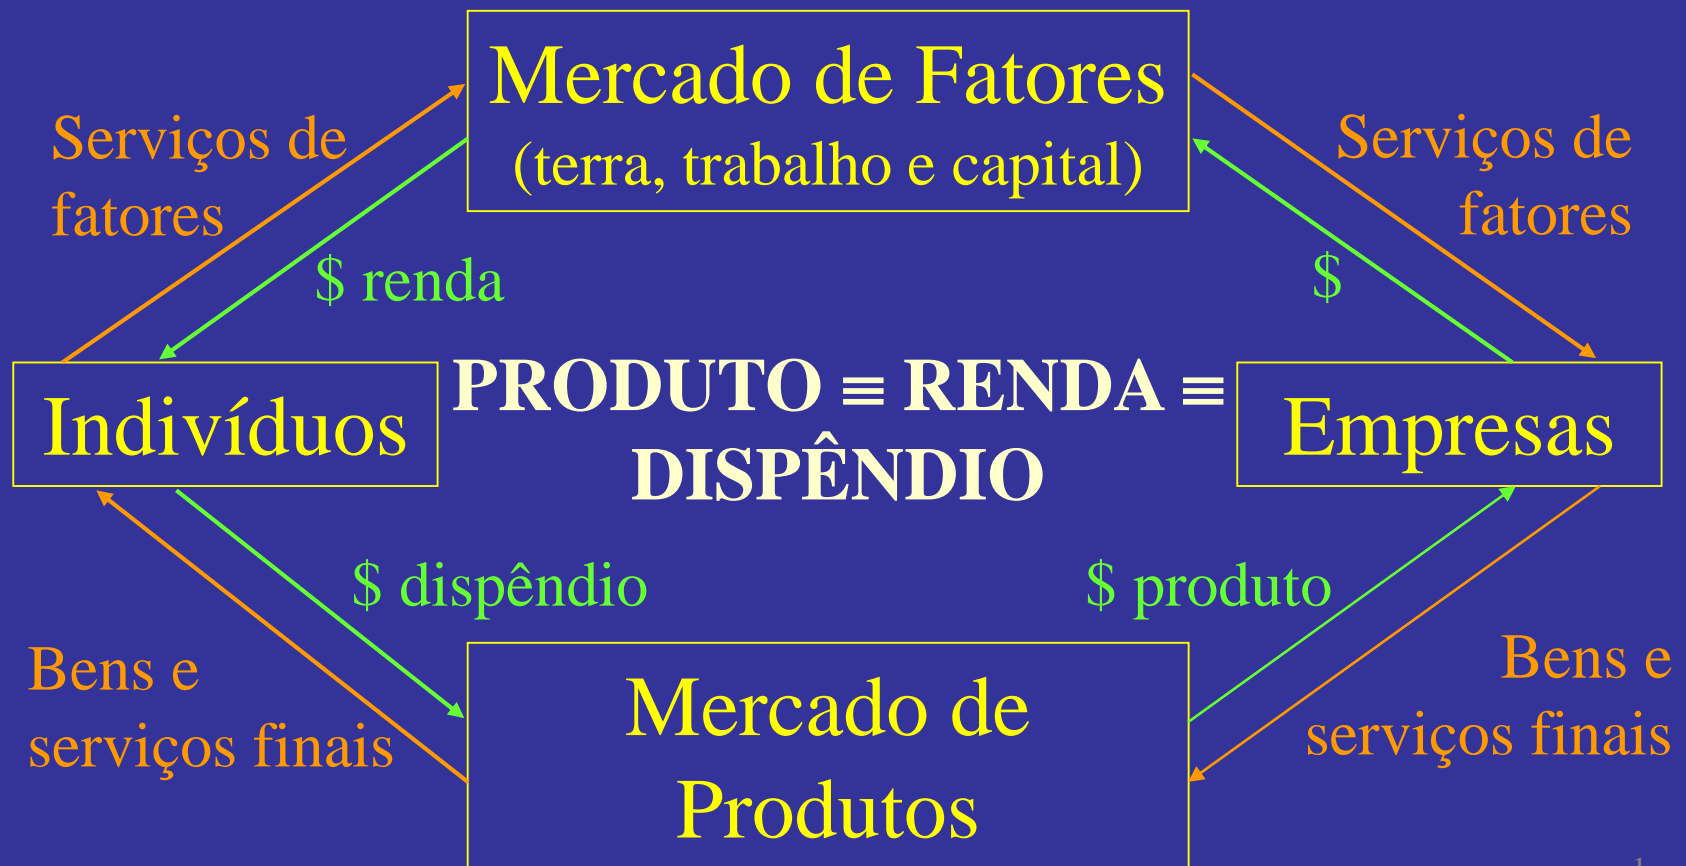 Mercado de Fatores
(terra, trabalho e capital)
Serviços de
fatores
Serviços de
fatores
$ renda
$
Indivíduos
PRODUTO ≡ RENDA ≡
DISPÊNDIO
Empresas
$ dispêndio
$ produto
Bens e
serviços finais
Bens e
serviços finais
Mercado de
Produtos